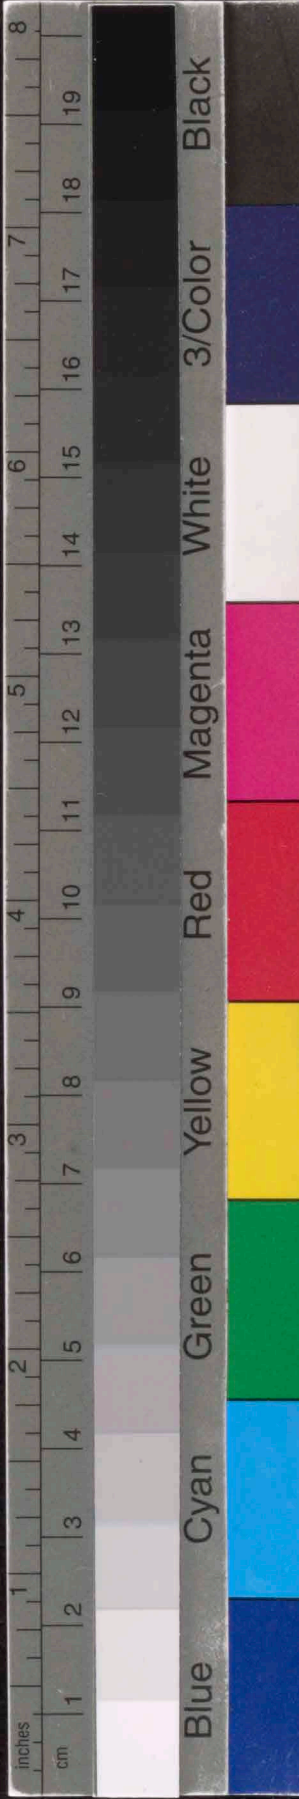 inches 1 2 3 4 5 6 7 8
cm 1 2 3 4 5 6 7 8 9 10 11 12 13 14 15 16 17 18 19
Blue Cyan Green Yellow Red Magenta White 3/Color Black